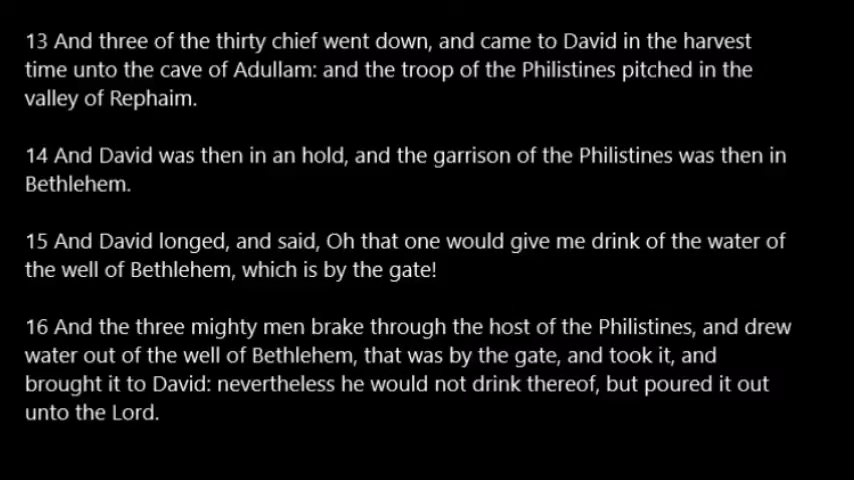 13 And three of the thirty chief went down, and came to David in the harvest
time unto the cave of Adullam: and the troop of the Philistines pitched in the
valley of Rephaim.
14 And David was then in an hold, and the garrison of the Philistines was then in
Bethlehem.
15 And David longed, and said, Oh that one would give me drink of the water of
the well of Bethlehem, which is by the gate!
16 And the three mighty men brake through the host of the Philistines, and drew
water out of the well of Bethlehem, that was by the gate, and took it, and
brought it to David: nevertheless he would not drink thereof, but poured it out
unto the Lord.